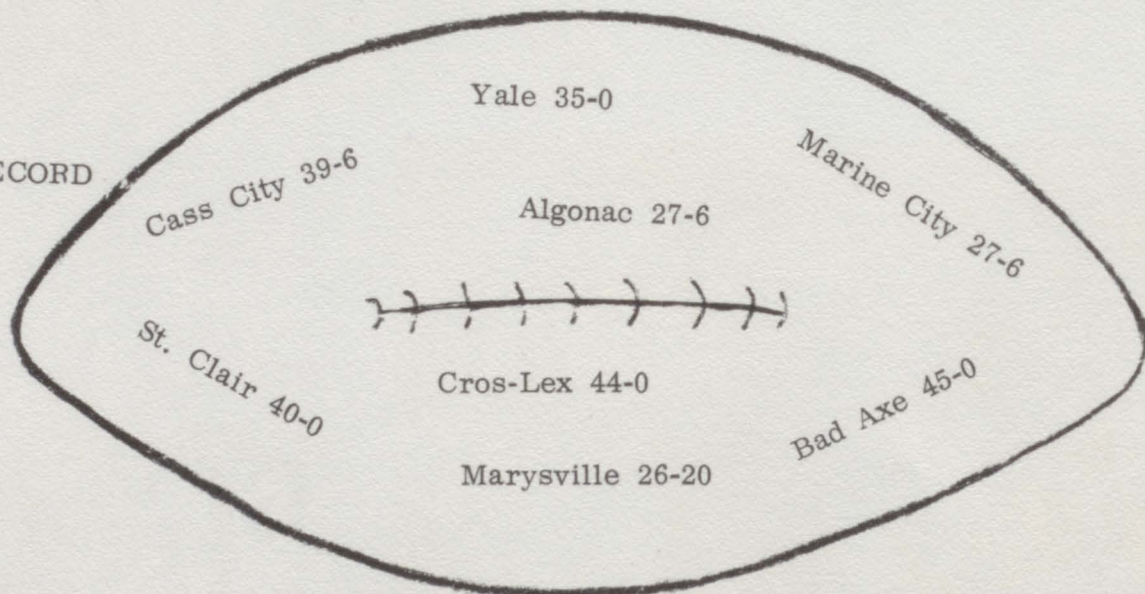 Yale 35-0
Cass City 39-6
Marine City 27-6
Algonac 27-6
St. Clair 40-0
Cros-Lex 44-0
Bad Axe 45-0
Marysville 26-20